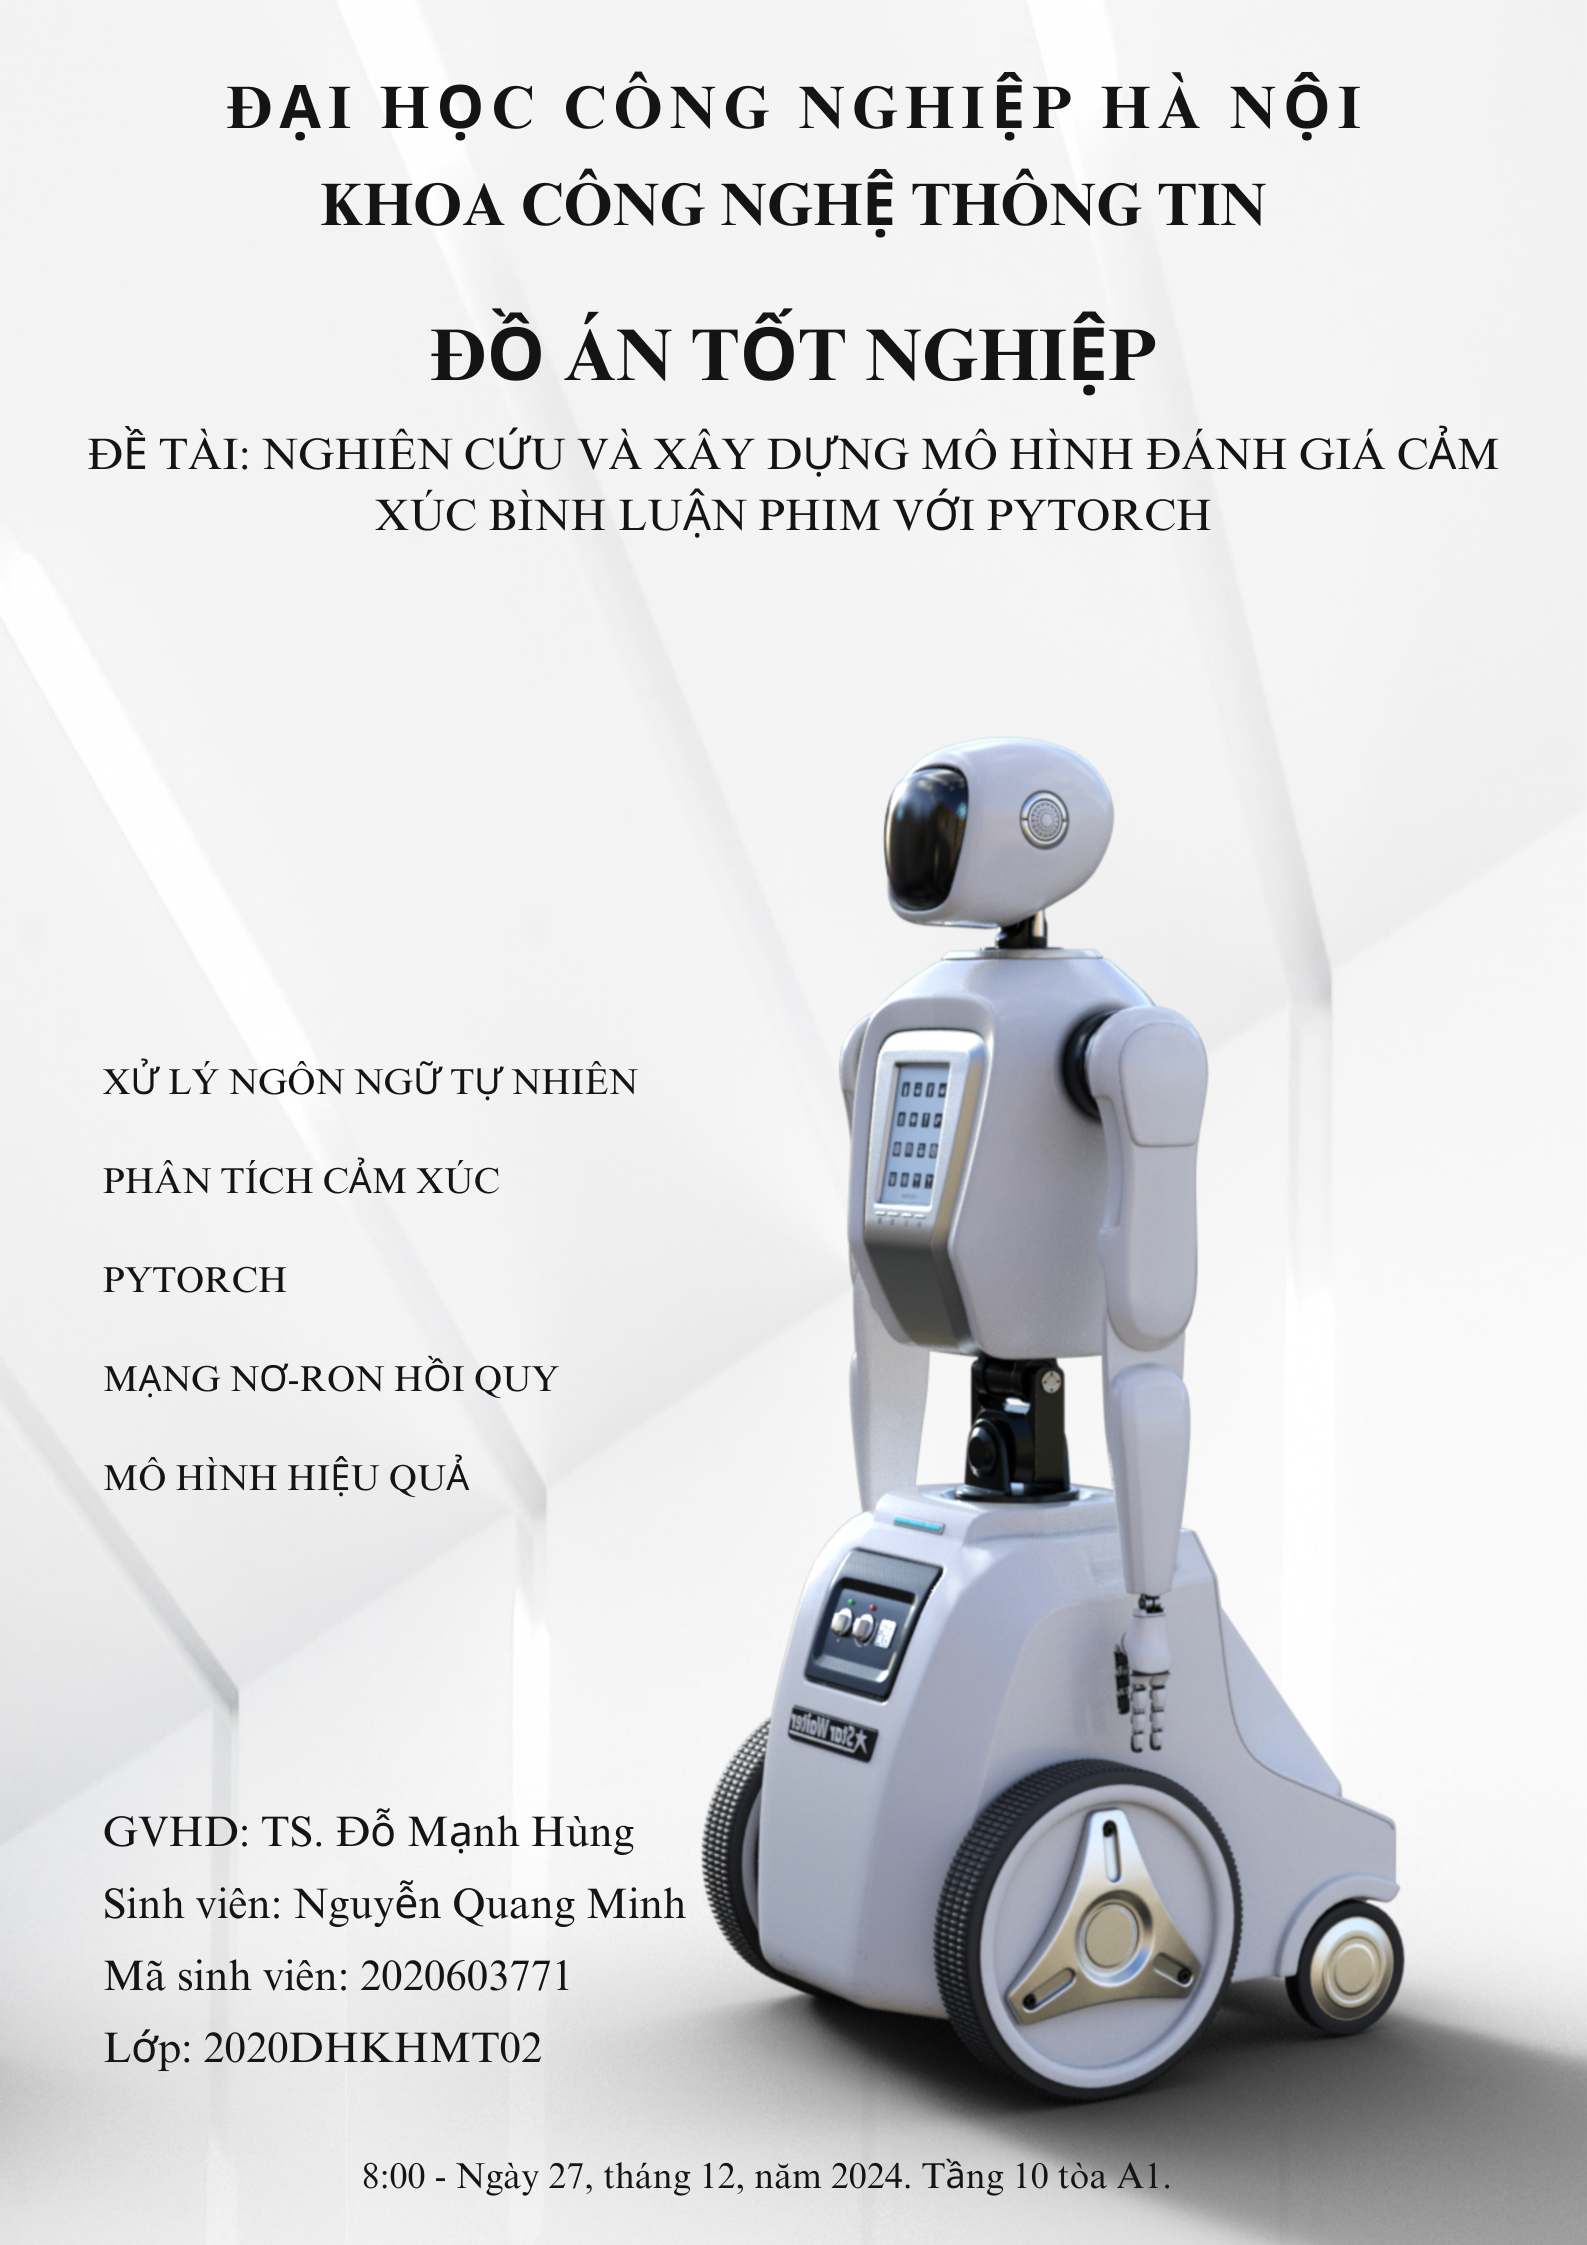 ĐẠI HỌC CÔNG NGHIỆP HÀ NỘI
KHOA CÔNG NGHỆ THÔNG TIN
ĐỒ ÁN TỐT NGHIỆP
ĐỀ TÀI: NGHIÊN CỨU VÀ XÂY DỰNG MÔ HÌNH ĐÁNH GIÁ CẢM
XÚC BÌNH LUẬN PHIM VỚI PYTORCH
XỬ LÝ NGÔN NGỮ TỰ NHIÊN
PHÂN TÍCH CẢM XÚC
PYTORCH
MẠNG NƠ-RON HỒI QUY
MÔ HÌNH HIỆU QUẢ
★Star Waiter
GVHD: TS. Đỗ Mạnh Hùng
Sinh viên: Nguyễn Quang Minh
Mã sinh viên: 2020603771
Lớp: 2020DHKHMT02
8:00 - Ngày 27, tháng 12, năm 2024. Tầng 10 tòa A1.